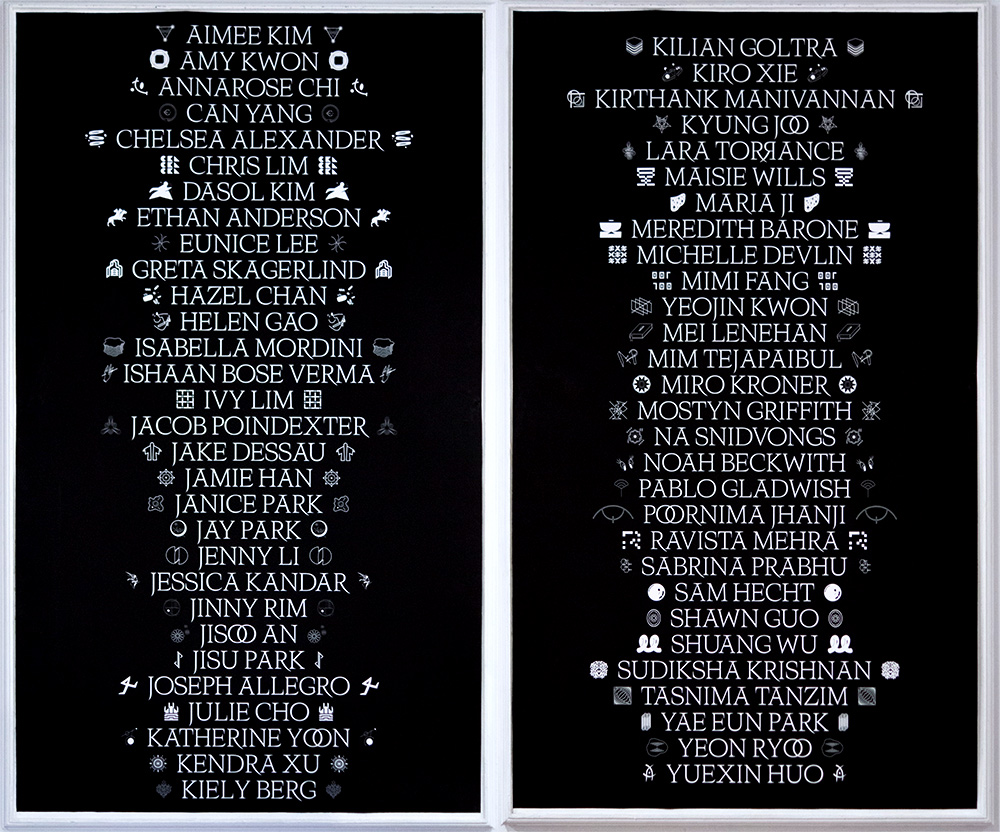 AIMEE KIM
AMY KWON
ANNAROSE CHI
CAN YANG
CHELSEA ALEXANDER
CHRIS LIM
DASOL KIM
ETHAN ANDERSON
EUNICE LEE
GRETA SKAGERLIND
HAZEL CHAN
HELEN GAO
ISABELLA MORDINI
ISHAAN BOSE VERMA
IVY LIM
JACOB POINDEXTER
JAKE DESSAU
JAMIE HAN
JANICE PARK
JAY PARK
JENNY LI
JESSICA KANDAR
JINNY RIM
JISOO AN
JISU PARK
JOSEPH ALLEGRO
JULIE CHO
KATHERINE YOON
KENDRA XU
KIELY BERG
KILIAN GOLTRA
KIRO XIE
KIRTHANK MANIVANNAN
KYUNG JOO
LARA TORRANCE
MAISIE WILLS
MARIA JI
MEREDITH BARONE
MICHELLE DEVLIN
MIMI FANG
YEOJIN KWON
MEI LENEHAN
MIM TEJAPAIBUL
MIRO KRONER
MOSTYN GRIFFITH
NA SNIDVONGS
NOAH BECKWITH
PABLO GLADWISH
POORNIMA JHANJI
RAVISTA MEHRA
SABRINA PRABHU
SAM HECHT
SHAWN GUO
SHUANG WU
SUDIKSHA KRISHNAN
TASNIMA TANZIM
YAE EUN PARK
YEON RYOO
YUEXIN HUO